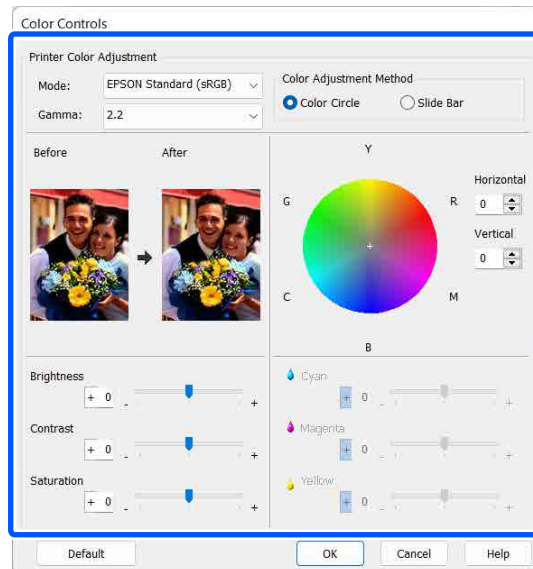 Color Controls
Printer Color Adjustment
Mode: EPSON Standard (sRGB)
Gamma: 2.2
Color Adjustment Method
Color Circle Slide Bar
Before After
Y
G R
C M
B
Horizontal
0
Vertical
0
Brightness
+ 0 - +
Contrast
+ 0 - +
Saturation
+ 0 - +
Cyan
+ 0 - +
Magenta
+ 0 - +
Yellow
+ 0 - +
Default OK Cancel Help